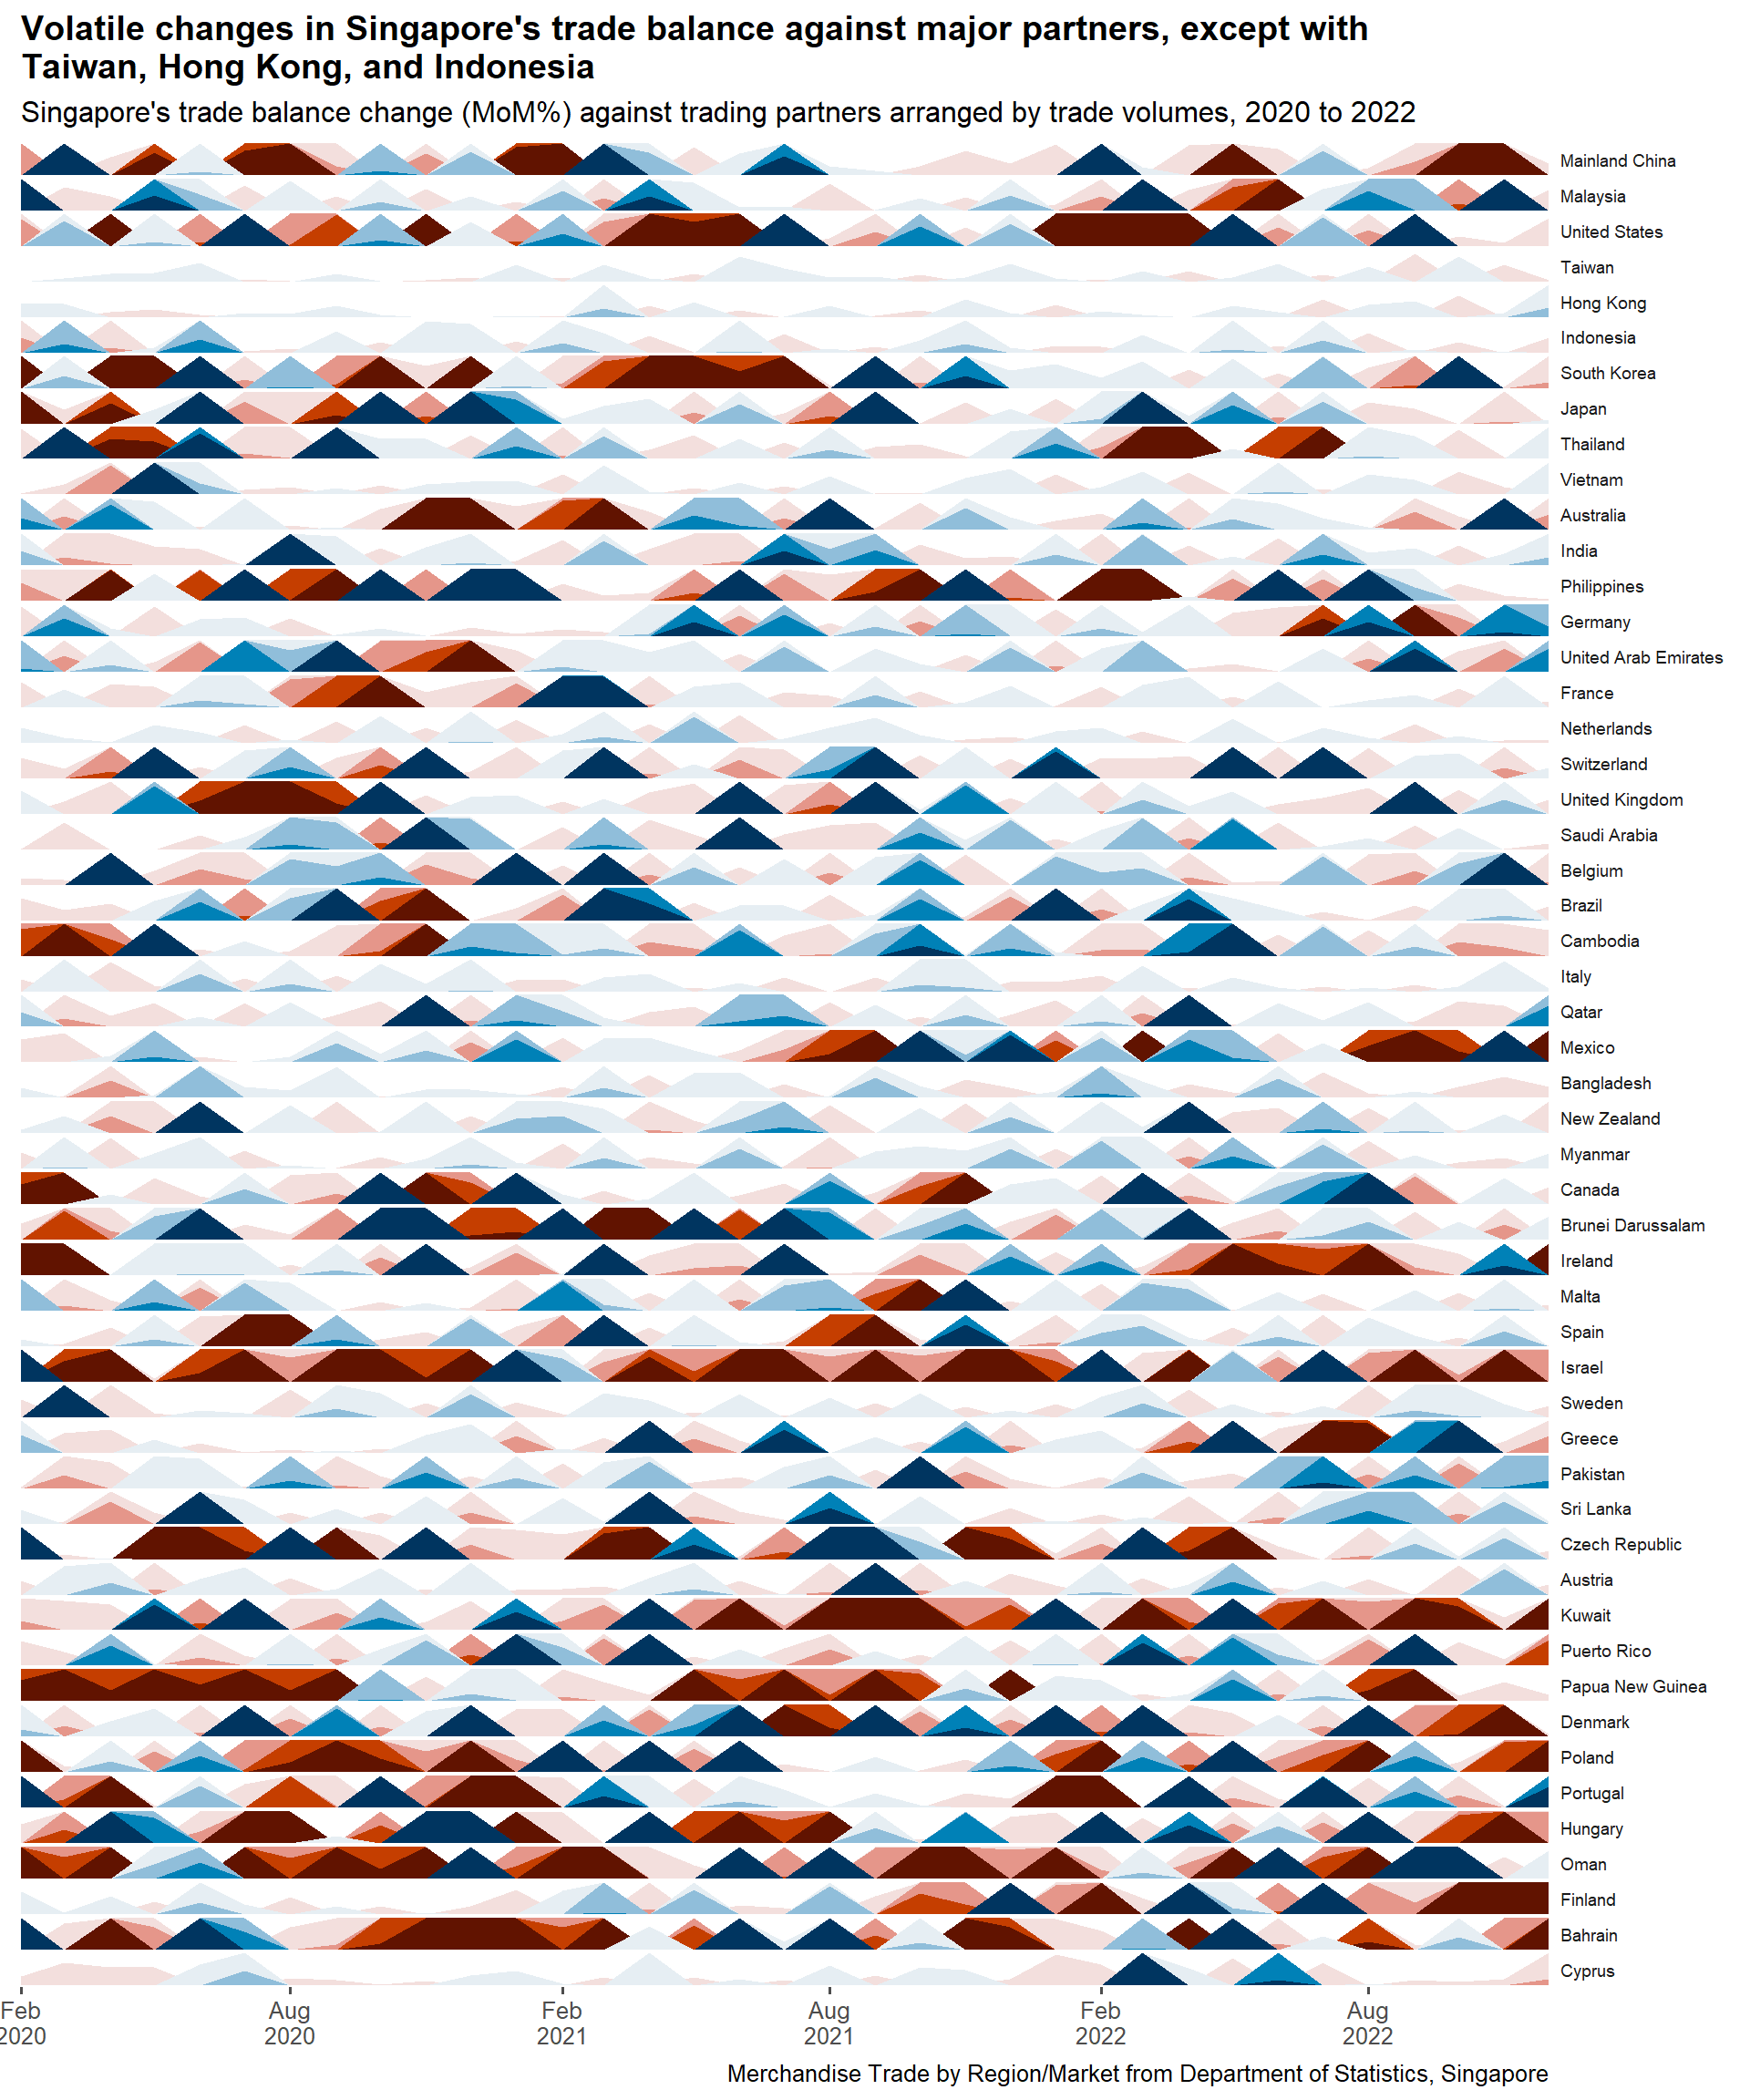 Volatile changes in Singapore's trade balance against major partners, except with
Taiwan, Hong Kong, and Indonesia
Singapore's trade balance change (MoM%) against trading partners arranged by trade volumes, 2020 to 2022
Mainland China
Malaysia
United States
Taiwan
Hong Kong
Indonesia
South Korea
Japan
Thailand
Vietnam
Australia
India
Philippines
Germany
United Arab Emirates
France
Netherlands
Switzerland
United Kingdom
Saudi Arabia
Belgium
Brazil
Cambodia
Italy
Qatar
Mexico
Bangladesh
New Zealand
Myanmar
Canada
Brunei Darussalam
Ireland
Malta
Spain
Israel
Sweden
Greece
Pakistan
Sri Lanka
Czech Republic
Austria
Kuwait
Puerto Rico
Papua New Guinea
Denmark
Poland
Portugal
Hungary
Oman
Finland
Bahrain
Cyprus
Feb Aug Feb Aug Feb Aug
2020 2020 2021 2021 2022 2022
Merchandise Trade by Region/Market from Department of Statistics, Singapore